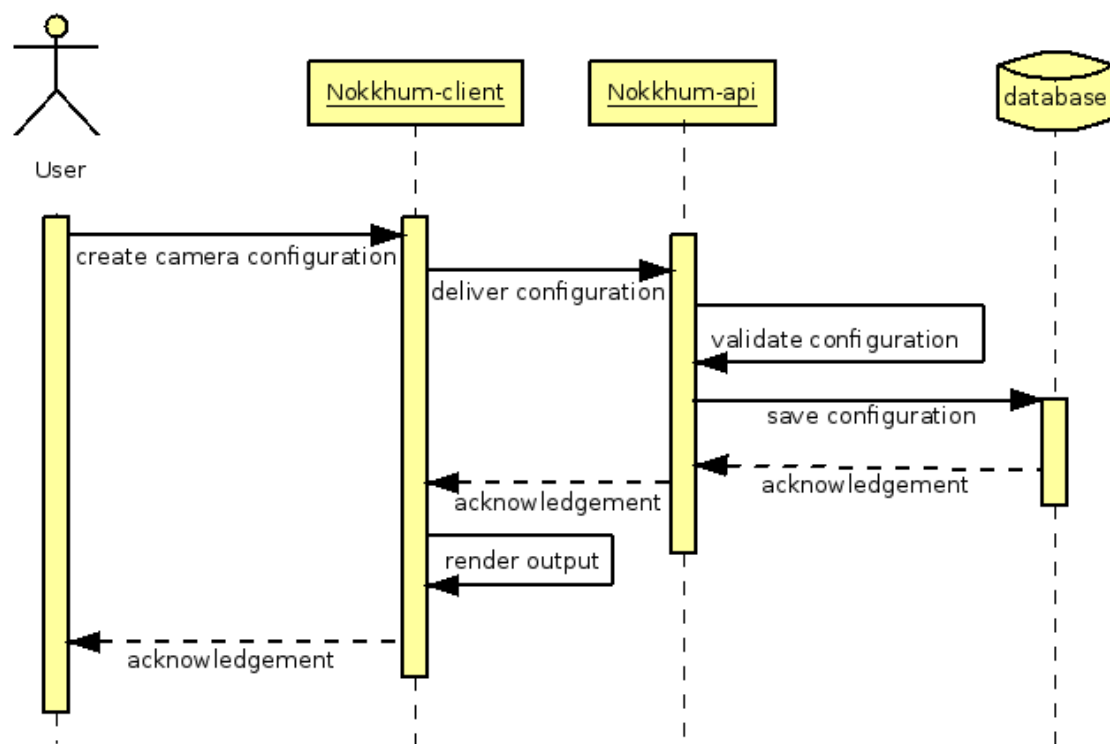 User
Nokkhum-client
Nokkhum-api
database
create camera configuration
deliver configuration
validate configuration
save configuration
acknowledgement
acknowledgement
render output
acknowledgement